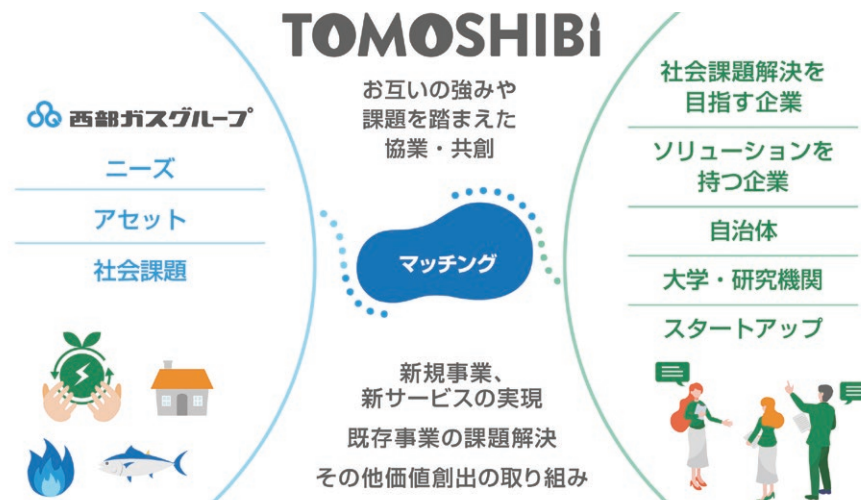 TOMOSHIBi
西部ガスグループ
ニーズ
アセット
社会課題
お互いの強みや
課題を踏まえた
協業・共創
マッチング
新規事業、
新サービスの実現
既存事業の課題解決
その他価値創出の取り組み
社会課題解決を
目指す企業
ソリューションを
持つ企業
自治体
大学・研究機関
スタートアップ